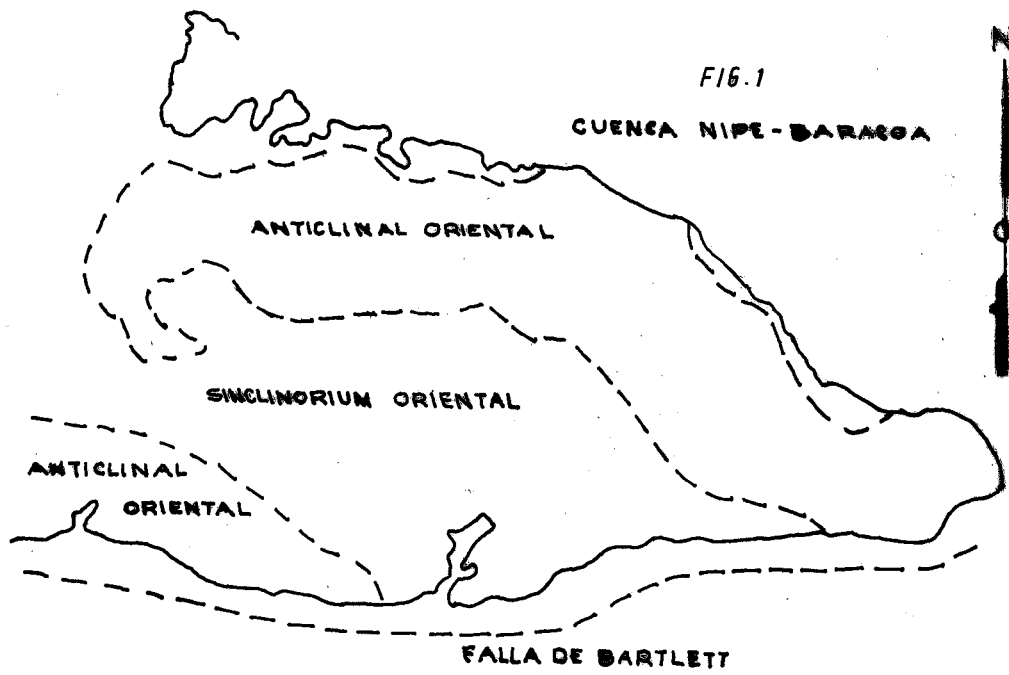 N
FIG.1
CUENCA NIPE-BARACOA
ANTICLINAL ORIENTAL
SINCLINORIUM ORIENTAL
ANTICLINAL
ORIENTAL
FALLA DE BARTLETT